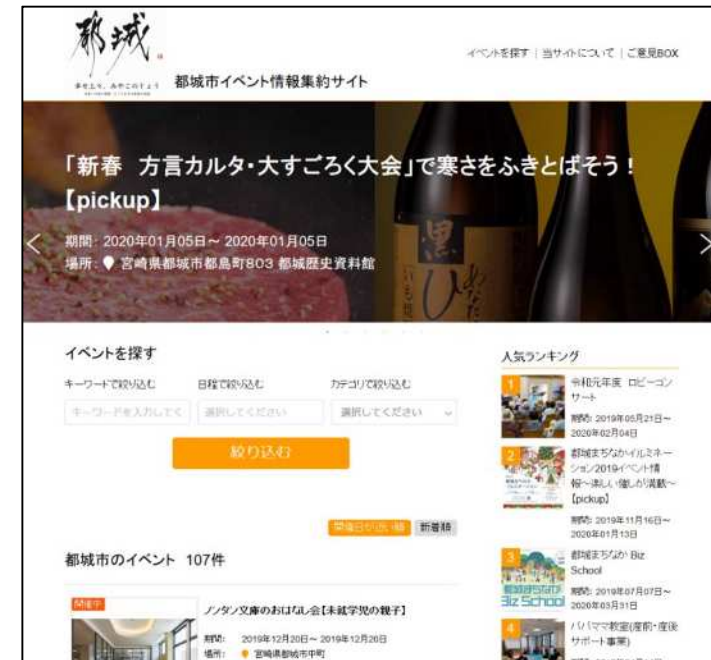 都城
幸せ上々、みやこのじょう
都城市イベント情報集約サイト
イベントを探す | 当サイトについて | ご意見BOX
「新春 方言カルタ・大すごろく大会」で寒さをふきとばそう！
【pickup】
期間: 2020年01月05日～ 2020年01月05日
場所: 宮崎県都城市都島町803 都城歴史資料館
黒
イベントを探す
キーワードで絞り込む 日程で絞り込む カテゴリで絞り込む
キーワードを入力してく 選択してください 選択してください
絞り込む
開催日が近い順 新着順
都城市のイベント 107件
開催中
ノンタン文庫のおはなし会【未就学児の親子】
期間: 2019年12月20日～ 2019年12月26日
場所: 宮崎県都城市中町
人気ランキング
1
令和元年度 ロビーコン
サート
期間: 2019年05月21日～
2020年02月04日
2
都城まちなかイルミネー
ション2019イベント情
報～楽しい催しが満載～
【pickup】
期間: 2019年11月16日～
2020年01月13日
3
都城まちなか Biz
School
期間: 2019年07月07日～
2020年03月31日
4
パパママ教室(産前・産後
サポート事業)